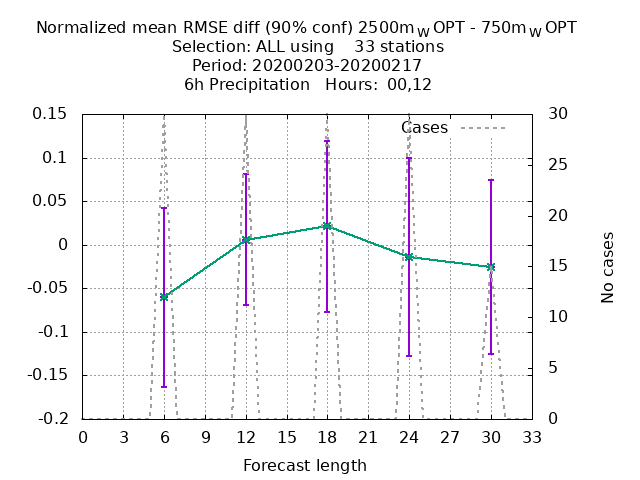 Normalized mean RMSE diff (90% conf) 2500m_W OPT - 750m_W OPT
Selection: ALL using    33 stations
Period: 20200203-20200217
6h Precipitation   Hours:  00,12
Cases
0.15
0.1
0.05
0
-0.05
-0.1
-0.15
-0.2
30
25
20
15
10
5
0
No cases
0 3 6 9 12 15 18 21 24 27 30 33
Forecast length